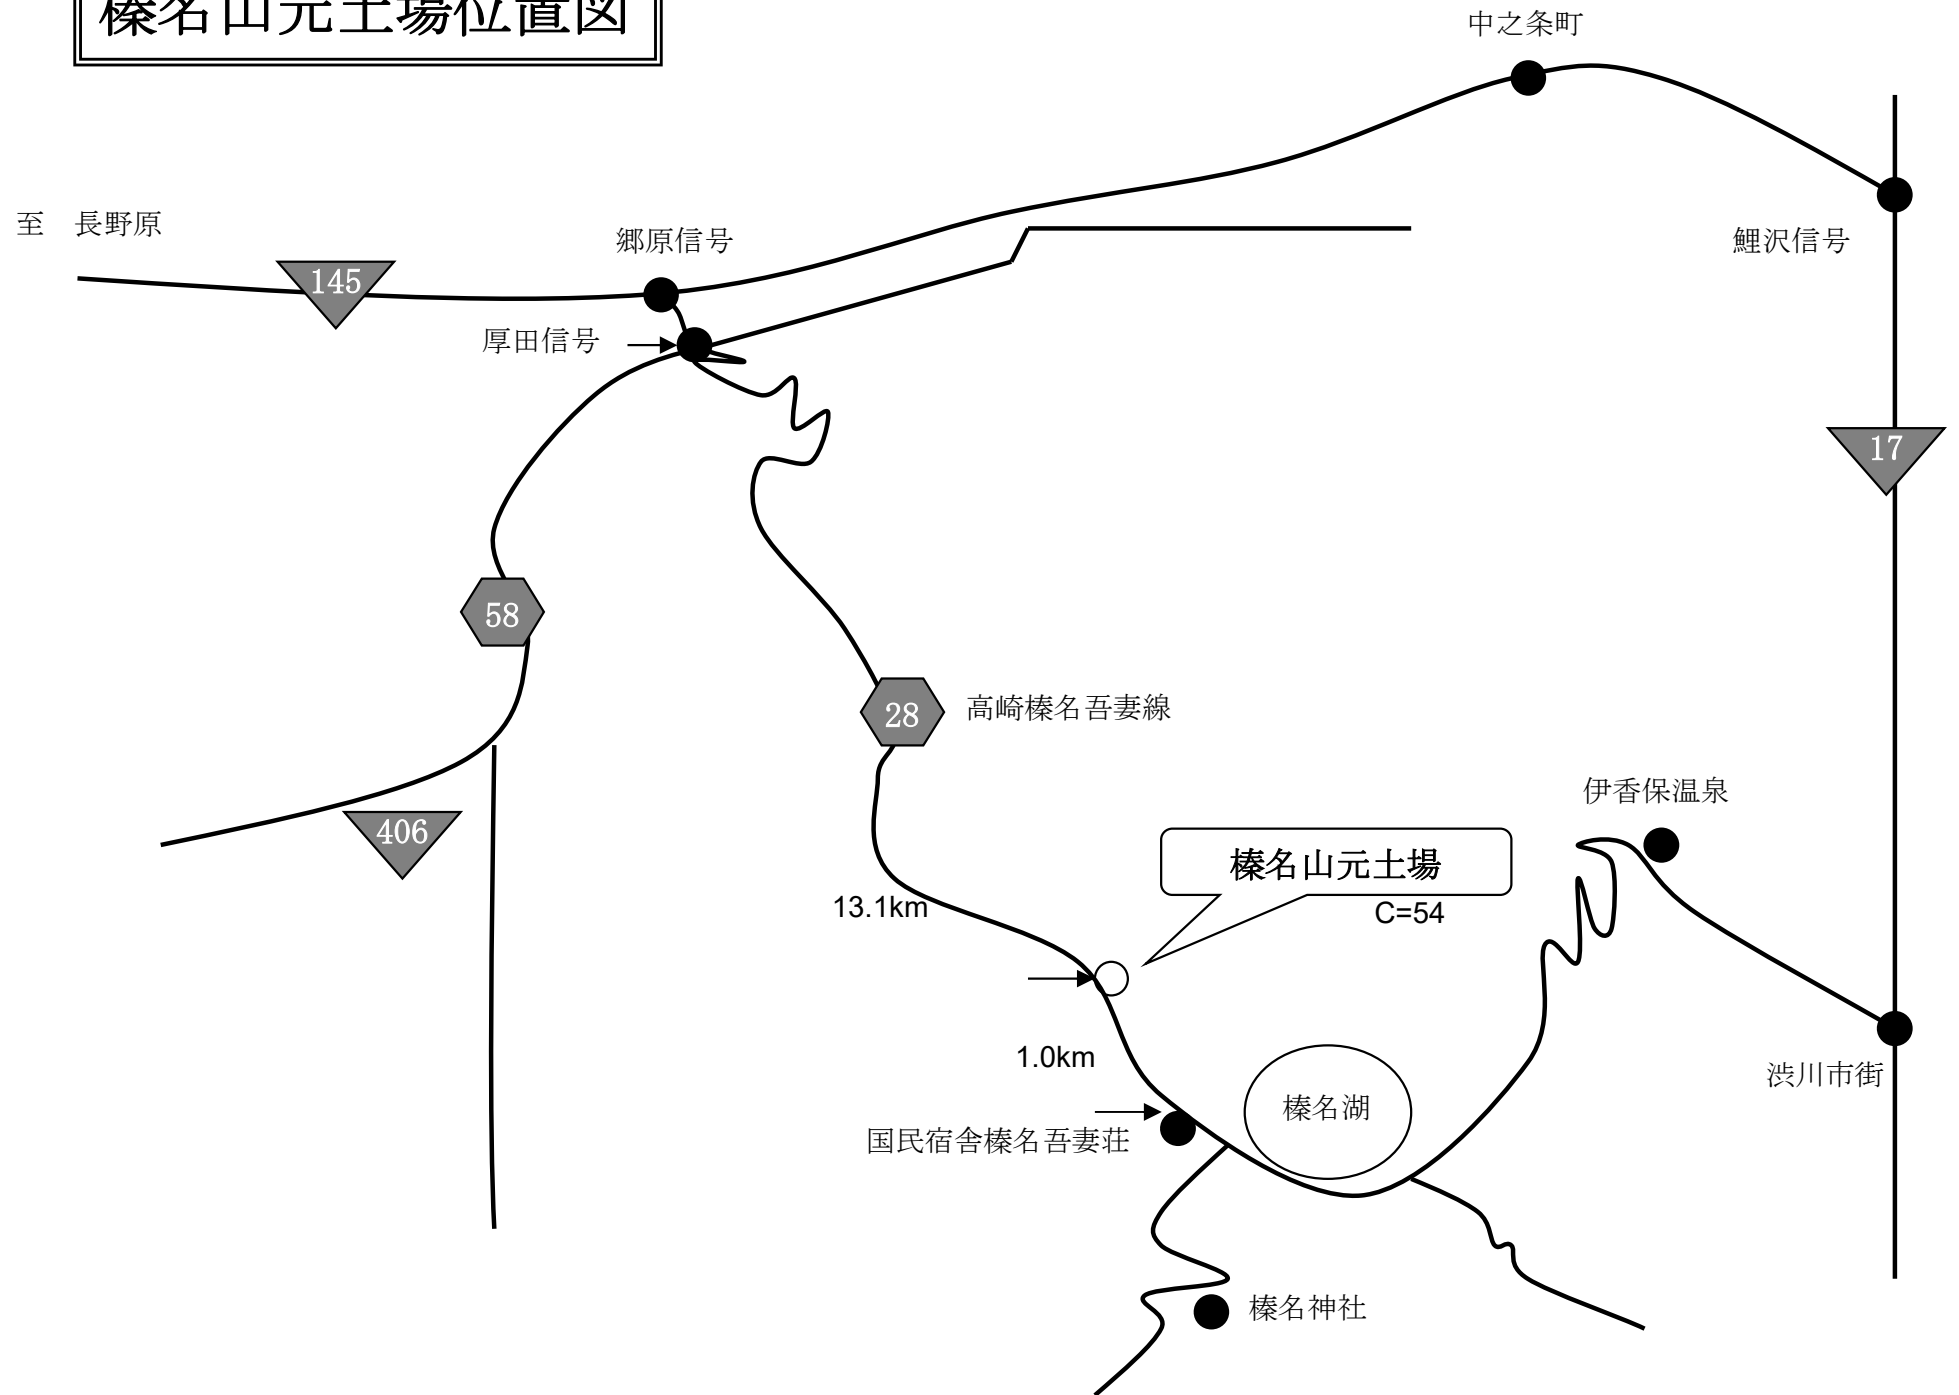 榛名山元土場位置図
中之条町
至　長野原
郷原信号
鯉沢信号
145
厚田信号
17
58
28
高崎榛名吾妻線
伊香保温泉
406
榛名山元土場
13.1km
C=54
1.0km
渋川市街
榛名湖
国民宿舎榛名吾妻荘
榛名神社